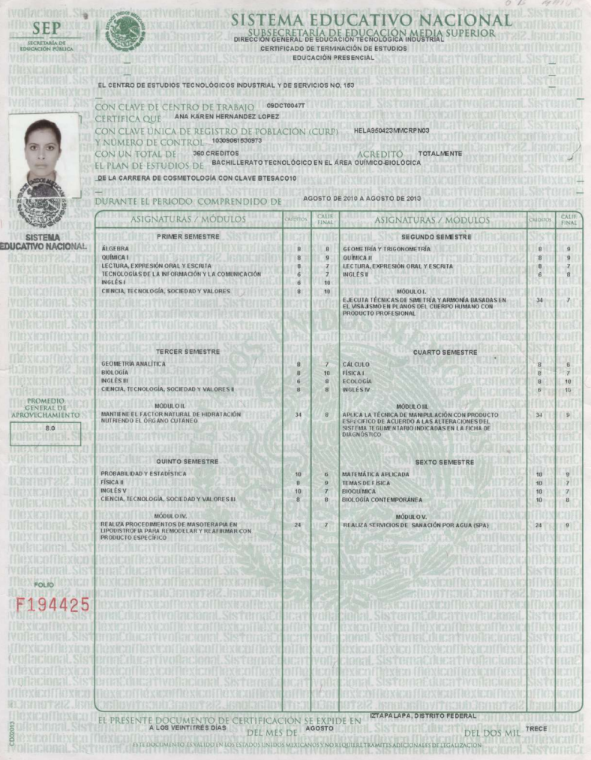 SEP
SECRETARÍA DE
EDUCACIÓN PÚBLICA
SISTEMA EDUCATIVO NACIONAL
SUBSECRETARÍA DE EDUCACIÓN MEDIA SUPERIOR
DIRECCIÓN GENERAL DE EDUCACIÓN TECNOLÓGICA INDUSTRIAL
CERTIFICADO DE TERMINACIÓN DE ESTUDIOS
EDUCACIÓN PRESENCIAL
EL CENTRO DE ESTUDIOS TECNOLÓGICOS INDUSTRIAL Y DE SERVICIOS NO.
CON CLAVE DE CENTRO DE TRABAJO 09DCT0047T
CERTIFICA QUE ANA KAREN HERNANDEZ LOPEZ
CON CLAVE ÚNICA DE REGISTRO DE POBLACIÓN (CURP) HELA950423MMCRPN03
Y NÚMERO DE CONTROL
CON UN TOTAL DE 360 CREDITOS ACREDITÓ TOTALMENTE
EL PLAN DE ESTUDIOS DE BACHILLERATO TECNOLÓGICO EN EL ÁREA QUÍMICO-BIOLÓGICA
DE LA CARRERA DE COSMETOLOGÍA CON CLAVE BTESACO10
DURANTE EL PERIODO COMPRENDIDO DE AGOSTO DE 2010 A AGOSTO DE 2013
SISTEMA
EDUCATIVO NACIONAL
PROMEDIO
GENERAL DE
APROVECHAMIENTO
8.0
FOLIO
F194425
ASIGNATURAS / MÓDULOS CRÉDITOS CALIF. FINAL
PRIMER SEMESTRE
ÁLGEBRA 8 8
QUÍMICA I 8 9
LECTURA, EXPRESIÓN ORAL Y ESCRITA 8 7
TECNOLOGÍAS DE LA INFORMACIÓN Y LA COMUNICACIÓN 6 7
INGLÉS I 6 10
CIENCIA, TECNOLOGÍA, SOCIEDAD Y VALORES 8 10
TERCER SEMESTRE
GEOMETRÍA ANALÍTICA 8 7
BIOLOGÍA 8 10
INGLÉS III 6 8
CIENCIA, TECNOLOGÍA, SOCIEDAD Y VALORES II 8
MÓDULO II.
MANTIENE EL FACTOR NATURAL DE HIDRATACIÓN 34 8
NUTRIENDO EL ÓRGANO CUTÁNEO
QUINTO SEMESTRE
PROBABILIDAD Y ESTADÍSTICA 10 6
FÍSICA II 8 9
INGLÉS V 10 7
CIENCIA, TECNOLOGÍA, SOCIEDAD Y VALORES III 8 8
MÓDULO IV.
REALIZA PROCEDIMIENTOS DE MASOTERAPIA EN 24 7
LIPODISTROFIA PARA REMODELAR Y REAFIRMAR CON
PRODUCTO ESPECÍFICO
ASIGNATURAS / MÓDULOS CRÉDITOS CALIF. FINAL
SEGUNDO SEMESTRE
GEOMETRÍA Y TRIGONOMETRÍA 8 9
QUÍMICA II 8 9
LECTURA, EXPRESIÓN ORAL Y ESCRITA 8 7
INGLÉS II 6 8
MÓDULO I.
EJECUTA TÉCNICAS DE SIMETRÍA Y ARMONÍA BASADAS EN 34 7
EL VISAJISMO EN PLANOS DEL CUERPO HUMANO CON
PRODUCTO PROFESIONAL
CUARTO SEMESTRE
CÁLCULO 8 6
FÍSICA I 8 7
ECOLOGÍA 8 10
INGLÉS IV 6 10
MÓDULO III.
APLICA LA TÉCNICA DE MANIPULACIÓN CON PRODUCTO 34 9
ESPECÍFICO DE ACUERDO A LAS ALTERACIONES DEL
SISTEMA TEGUMENTARIO INDICADAS EN LA FICHA DE
DIAGNÓSTICO
SEXTO SEMESTRE
MATEMÁTICA APLICADA 10 9
TEMAS DE FÍSICA 10 7
BIOQUÍMICA 10 7
BIOLOGÍA CONTEMPORÁNEA 10 8
MÓDULO V.
REALIZA SERVICIOS DE SANACIÓN POR AGUA (SPA) 24 9
EL PRESENTE DOCUMENTO DE CERTIFICACIÓN SE EXPIDE EN IZTAPALAPA, DISTRITO FEDERAL
A LOS VEINTITRES DÍAS DEL MES DE AGOSTO DEL DOS MIL TRECE
ESTE DOCUMENTO ES VÁLIDO EN LOS ESTADOS UNIDOS MEXICANOS Y NO REQUIERE TRÁMITES ADICIONALES DE LEGALIZACIÓN